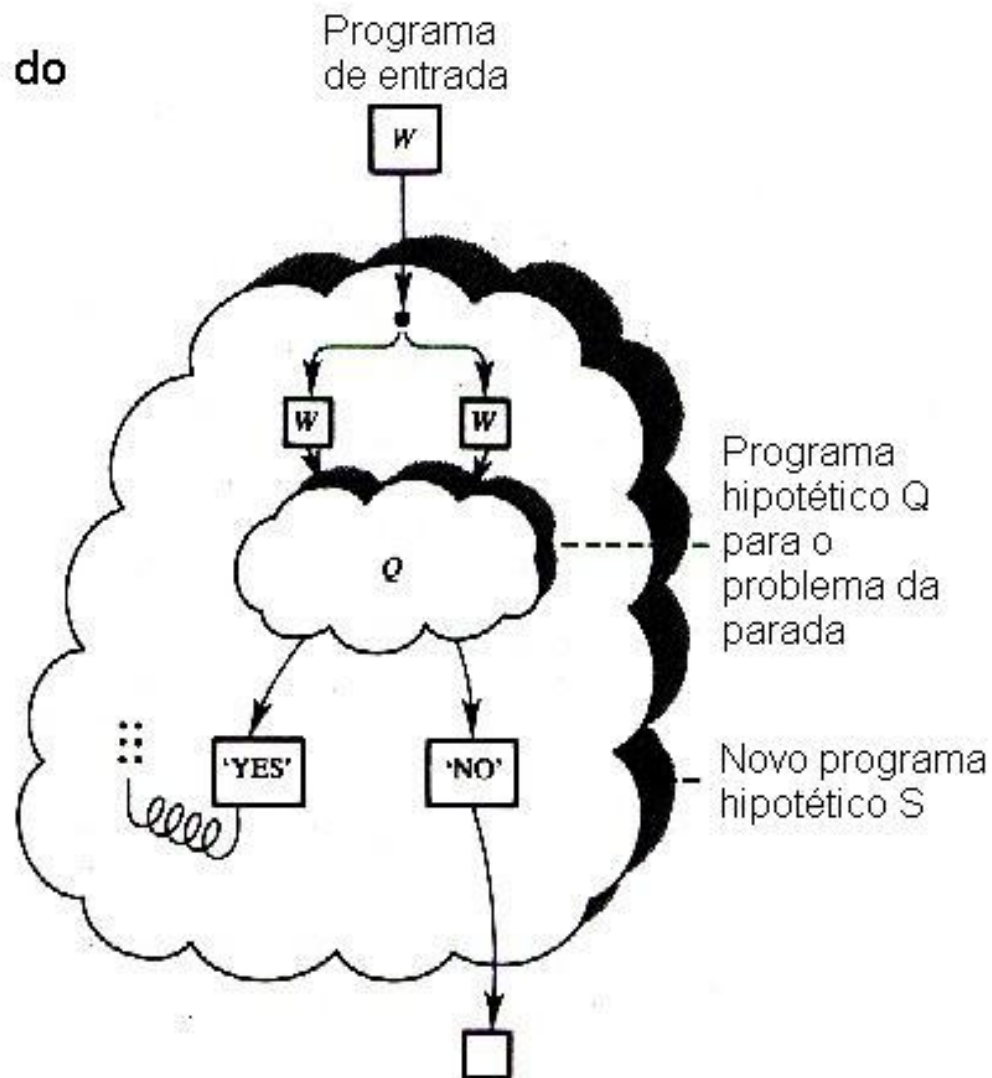 do
Programa
de entrada
W
W W
Programa
hipotético Q
para o
problema da
parada
Q
'YES' 'NO'
Novo programa
hipotético S